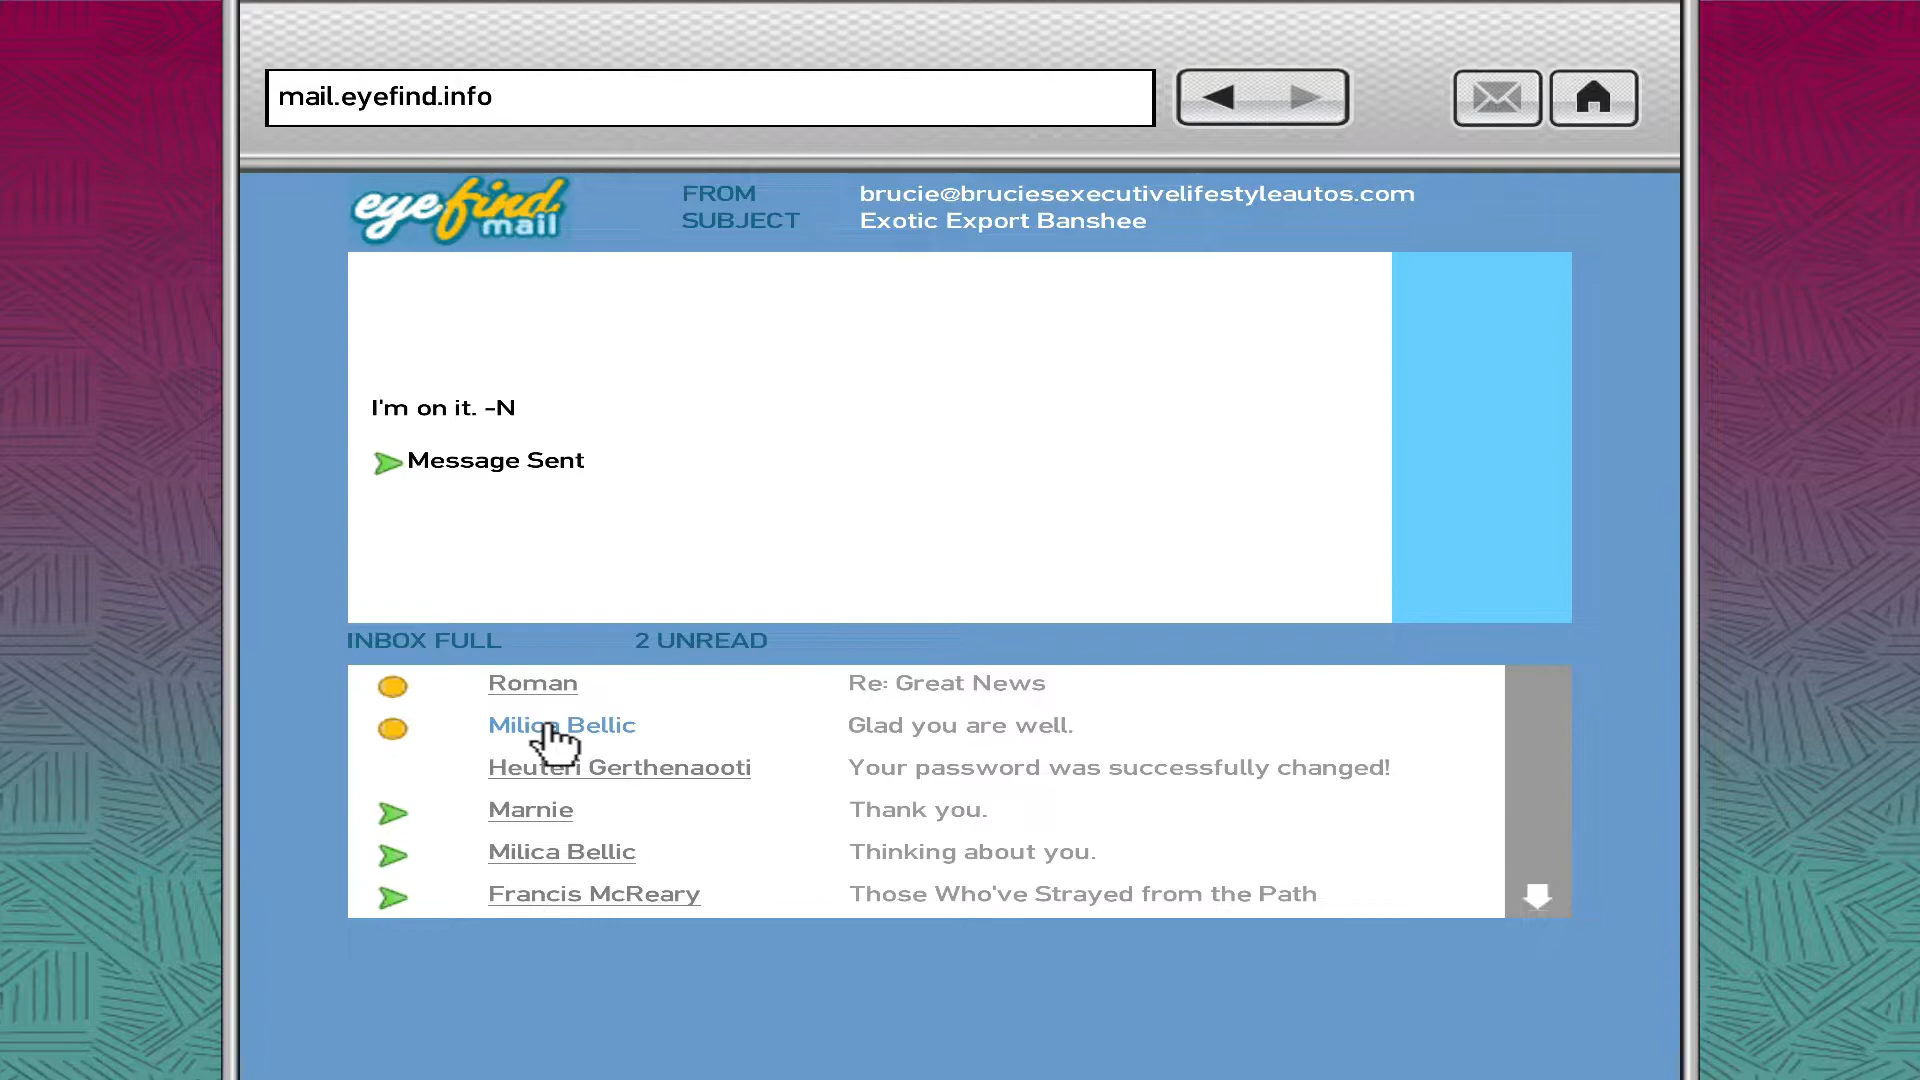 mail.eyefind.info
eyefind mail
FROM brucie@bruciesexecutivelifestyleautos.com
SUBJECT Exotic Export Banshee
I'm on it. -N
Message Sent
INBOX FULL 2 UNREAD
Roman Re: Great News
Milica Bellic Glad you are well.
Heuteri Gerthenaooti Your password was successfully changed!
Marnie Thank you.
Milica Bellic Thinking about you.
Francis McReary Those Who've Strayed from the Path